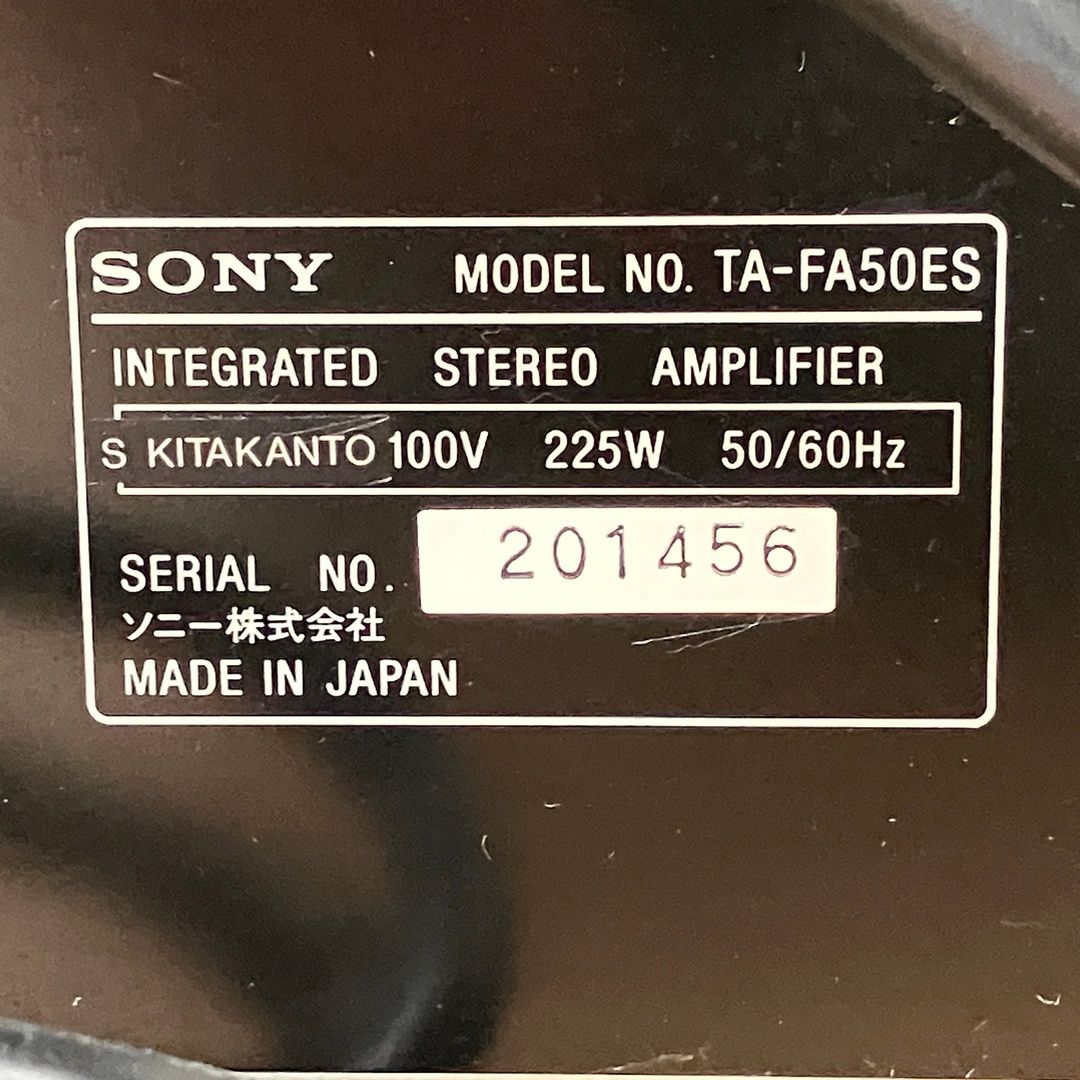 SONY MODEL NO. TA-FA50ES
INTEGRATED STEREO AMPLIFIER
S KITAKANTO 100V 225W 50/60Hz
SERIAL NO. 201456
ソニー株式会社
MADE IN JAPAN